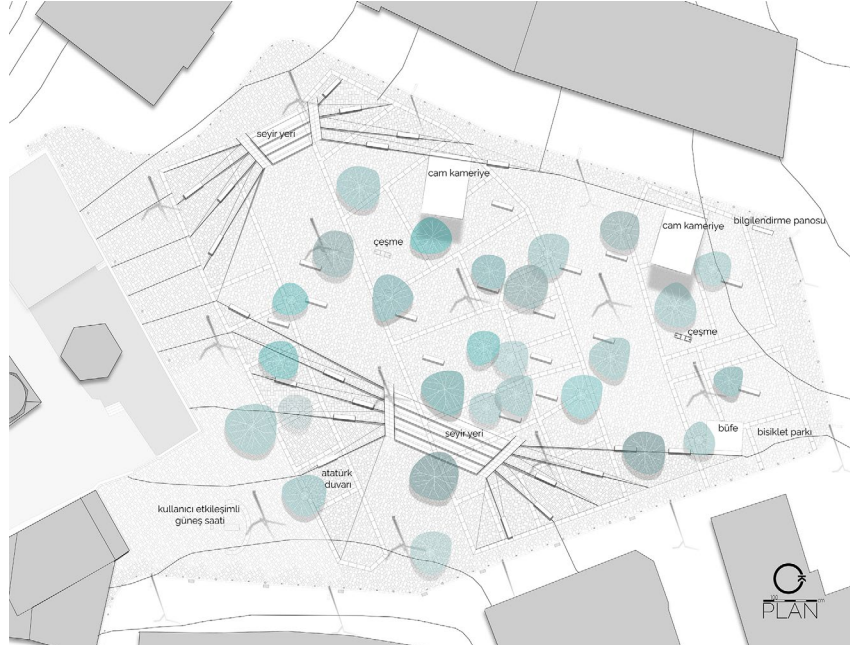 seyir yeri
cam kameriye
cam kameriye
bilgilendirme panosu
çeşme
çeşme
büfe
bisiklet parkı
seyir yeri
atatürk
duvarı
kullanıcı etkileşimli
güneş saati
K
PLAN